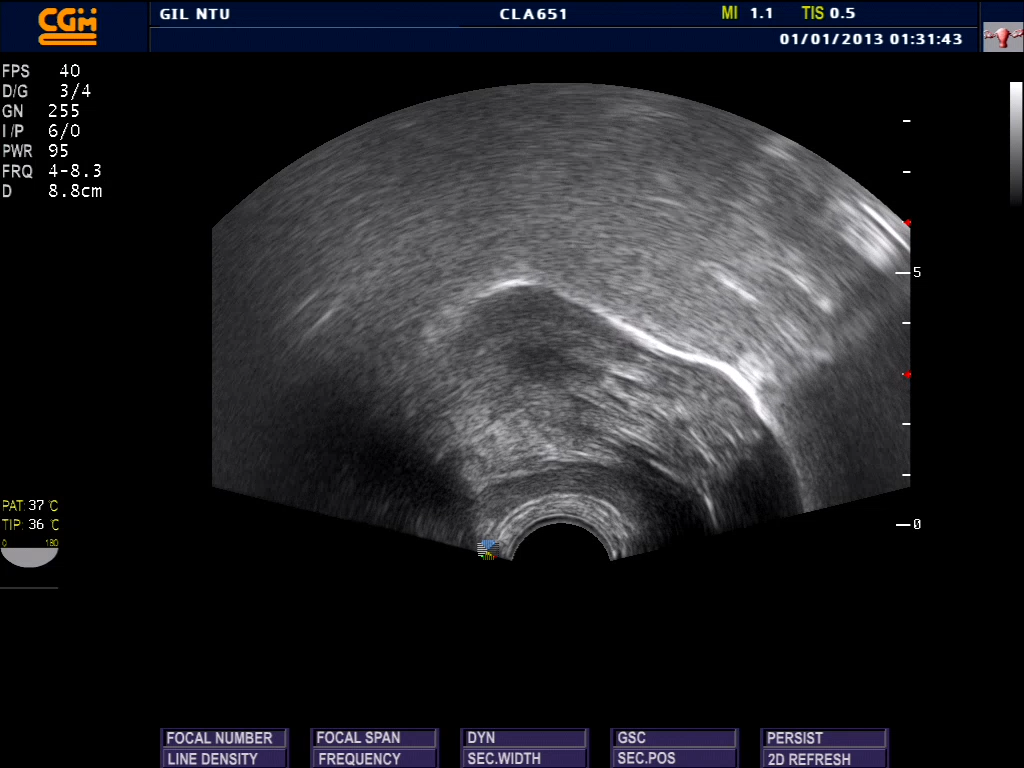 CGM
GIL NTU CLA651 MI 1.1 TIS 0.5
01/01/2013 01:31:43
FPS 40
D/G 3/4
GN 255
I/P 6/0
PWR 95
FRQ 4-8.3
D 8.8cm
5
PAT: 37 °C
TIP: 36 °C
0 180
0
FOCAL NUMBER FOCAL SPAN DYN GSC PERSIST
LINE DENSITY FREQUENCY SEC.WIDTH SEC.POS 2D REFRESH